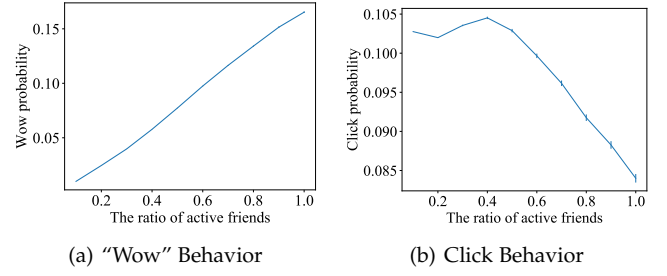 0.15
0.10
0.05
Wow probability
0.2 0.4 0.6 0.8 1.0
The ratio of active friends
(a) “Wow” Behavior
0.105
0.100
0.095
0.090
0.085
Click probability
0.2 0.4 0.6 0.8 1.0
The ratio of active friends
(b) Click Behavior